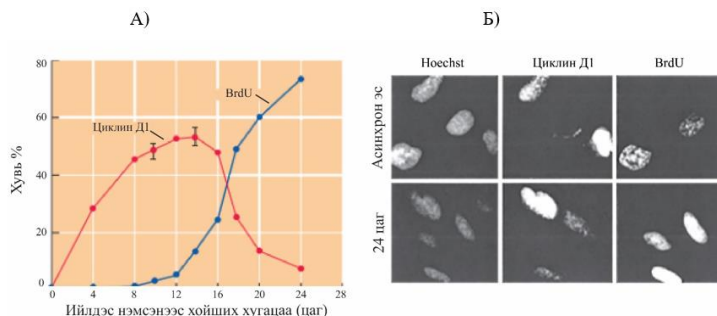 А)
Б)
Хувь %
80
60
40
20
0
Циклин Д1
BrdU
0 4 8 12 16 20 24 28
Ийлдэс нэмсэнээс хойших хугацаа (цаг)
Hoechst Циклин Д1 BrdU
Асинхрон эс
24 цаг